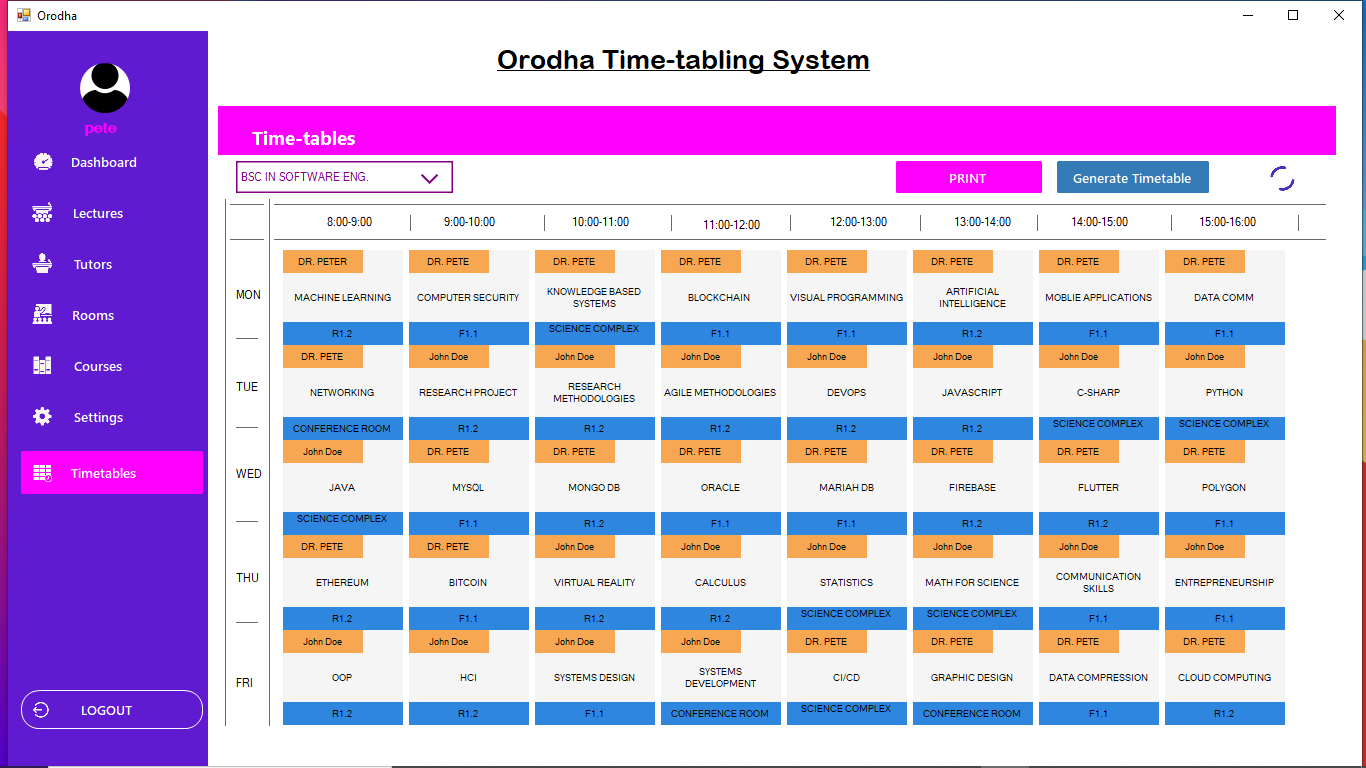 Orodha
Orodha Time-tabling System
pete
Dashboard
Lectures
Tutors
Rooms
Courses
Settings
Timetables
LOGOUT
Time-tables
BSC IN SOFTWARE ENG.
PRINT
Generate Timetable
8:00-9:00 9:00-10:00 10:00-11:00 11:00-12:00 12:00-13:00 13:00-14:00 14:00-15:00 15:00-16:00
MON
DR. PETER DR. PETE DR. PETE DR. PETE DR. PETE DR. PETE DR. PETE DR. PETE
MACHINE LEARNING COMPUTER SECURITY KNOWLEDGE BASED SYSTEMS BLOCKCHAIN VISUAL PROGRAMMING ARTIFICIAL INTELLIGENCE MOBLIE APPLICATIONS DATA COMM
R1.2 F1.1 SCIENCE COMPLEX F1.1 F1.1 R1.2 F1.1 F1.1
TUE
DR. PETE John Doe John Doe John Doe John Doe John Doe John Doe John Doe
NETWORKING RESEARCH PROJECT RESEARCH METHODOLOGIES AGILE METHODOLOGIES DEVOPS JAVASCRIPT C-SHARP PYTHON
CONFERENCE ROOM R1.2 R1.2 R1.2 R1.2 R1.2 SCIENCE COMPLEX SCIENCE COMPLEX
WED
John Doe DR. PETE DR. PETE DR. PETE DR. PETE DR. PETE DR. PETE DR. PETE
JAVA MYSQL MONGO DB ORACLE MARIAH DB FIREBASE FLUTTER POLYGON
SCIENCE COMPLEX F1.1 R1.2 F1.1 F1.1 R1.2 R1.2 F1.1
THU
DR. PETE DR. PETE John Doe John Doe John Doe John Doe John Doe John Doe
ETHEREUM BITCOIN VIRTUAL REALITY CALCULUS STATISTICS MATH FOR SCIENCE COMMUNICATION SKILLS ENTREPRENEURSHIP
R1.2 F1.1 R1.2 R1.2 SCIENCE COMPLEX SCIENCE COMPLEX F1.1 F1.1
FRI
John Doe John Doe John Doe John Doe DR. PETE DR. PETE DR. PETE DR. PETE
OOP HCI SYSTEMS DESIGN SYSTEMS DEVELOPMENT CI/CD GRAPHIC DESIGN DATA COMPRESSION CLOUD COMPUTING
R1.2 R1.2 F1.1 CONFERENCE ROOM SCIENCE COMPLEX CONFERENCE ROOM F1.1 R1.2